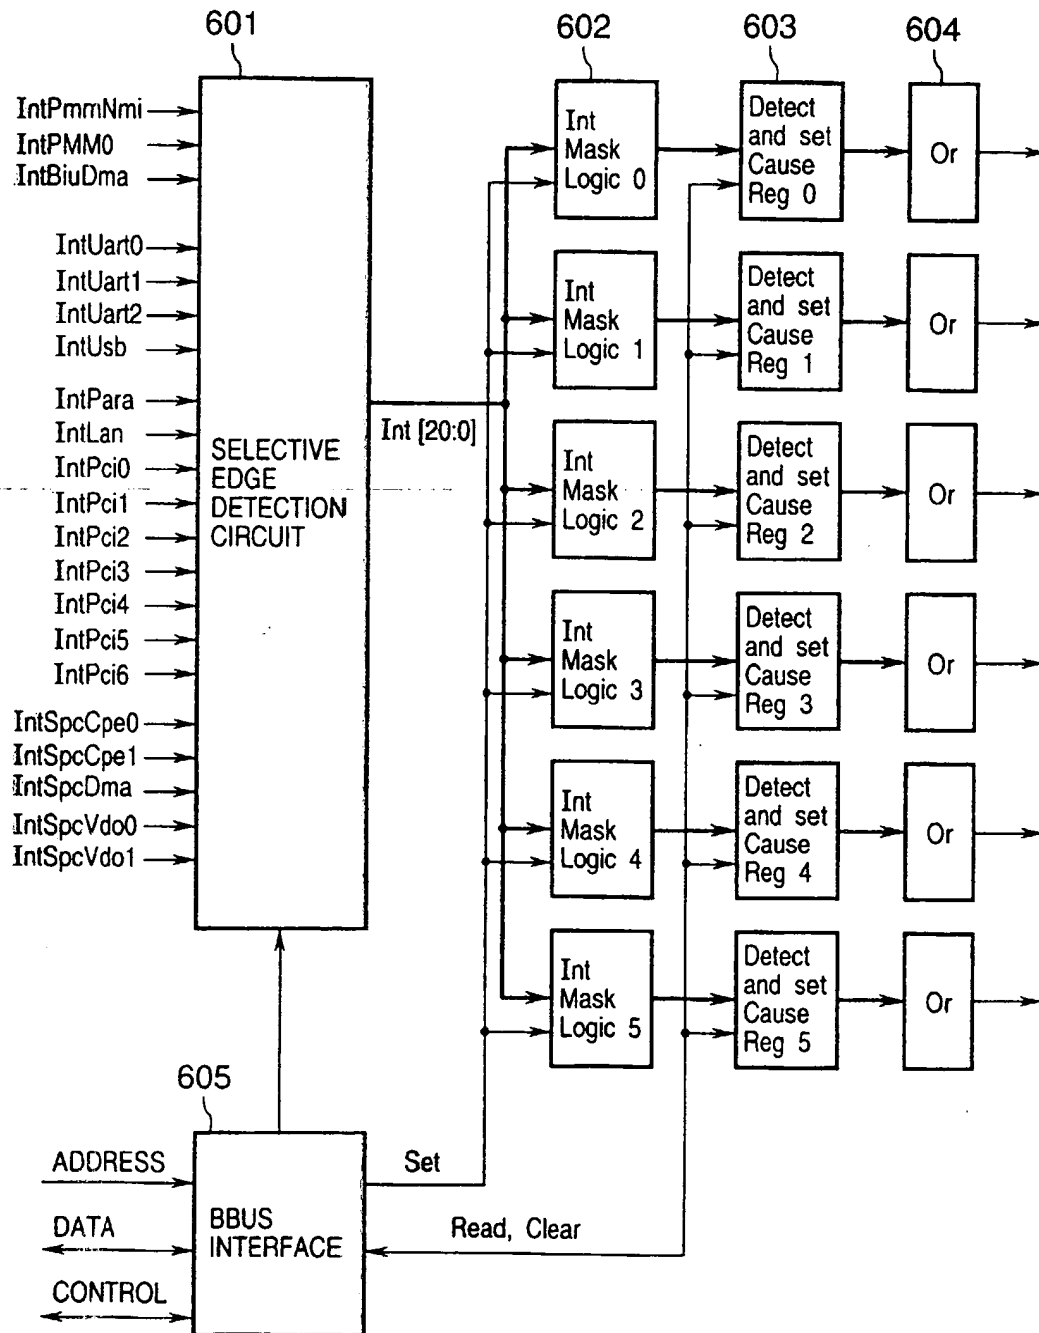 601
602
603
604
IntPmmNmi
IntPMM0
IntBiuDma
IntUart0
IntUart1
IntUart2
IntUsb
IntPara
IntLan
IntPci0
IntPci1
IntPci2
IntPci3
IntPci4
IntPci5
IntPci6
IntSpcCpe0
IntSpcCpe1
IntSpcDma
IntSpcVdo0
IntSpcVdo1
SELECTIVE
EDGE
DETECTION
CIRCUIT
Int [20:0]
Int
Mask
Logic 0
Detect
and set
Cause
Reg 0
Or
Int
Mask
Logic 1
Detect
and set
Cause
Reg 1
Or
Int
Mask
Logic 2
Detect
and set
Cause
Reg 2
Or
Int
Mask
Logic 3
Detect
and set
Cause
Reg 3
Or
Int
Mask
Logic 4
Detect
and set
Cause
Reg 4
Or
Int
Mask
Logic 5
Detect
and set
Cause
Reg 5
Or
605
ADDRESS
DATA
CONTROL
BBUS
INTERFACE
Set
Read, Clear